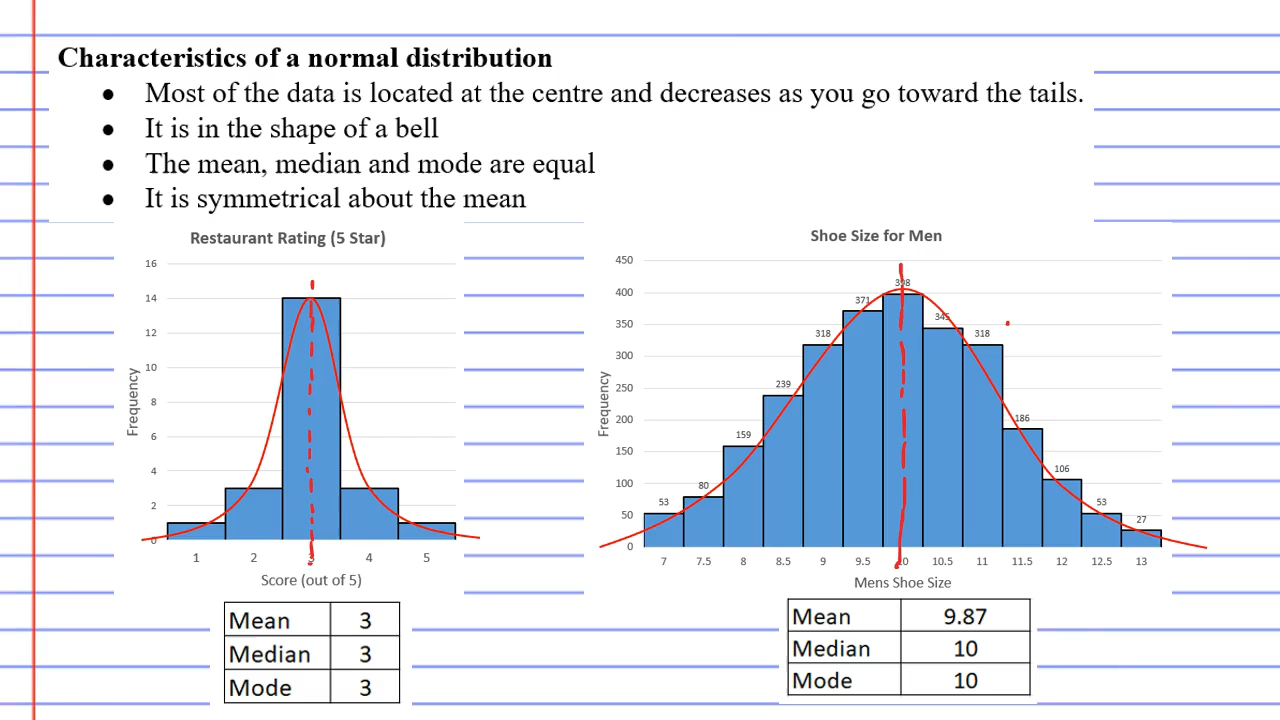 Characteristics of a normal distribution
● Most of the data is located at the centre and decreases as you go toward the tails.
● It is in the shape of a bell
● The mean, median and mode are equal
● It is symmetrical about the mean
Restaurant Rating (5 Star)
16
14
12
10
8
6
4
2
0
Frequency
1 2 3 4 5
Score (out of 5)
Mean 3
Median 3
Mode 3
Shoe Size for Men
450
400
350
300
250
200
150
100
50
0
Frequency
53 80 159 239 318 371 398 345 318 186 106 53 27
7 7.5 8 8.5 9 9.5 10 10.5 11 11.5 12 12.5 13
Mens Shoe Size
Mean 9.87
Median 10
Mode 10